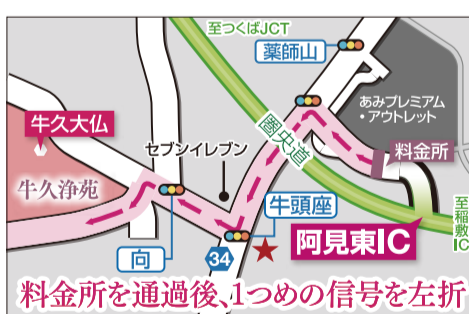 至つくばJCT
薬師山
あみプレミアム
・アウトレット
牛久大仏
セブンイレブン
圏央道
料金所
牛久浄苑
牛頭座
至稲敷IC
阿見東IC
向
34
料金所を通過後、1つめの信号を左折